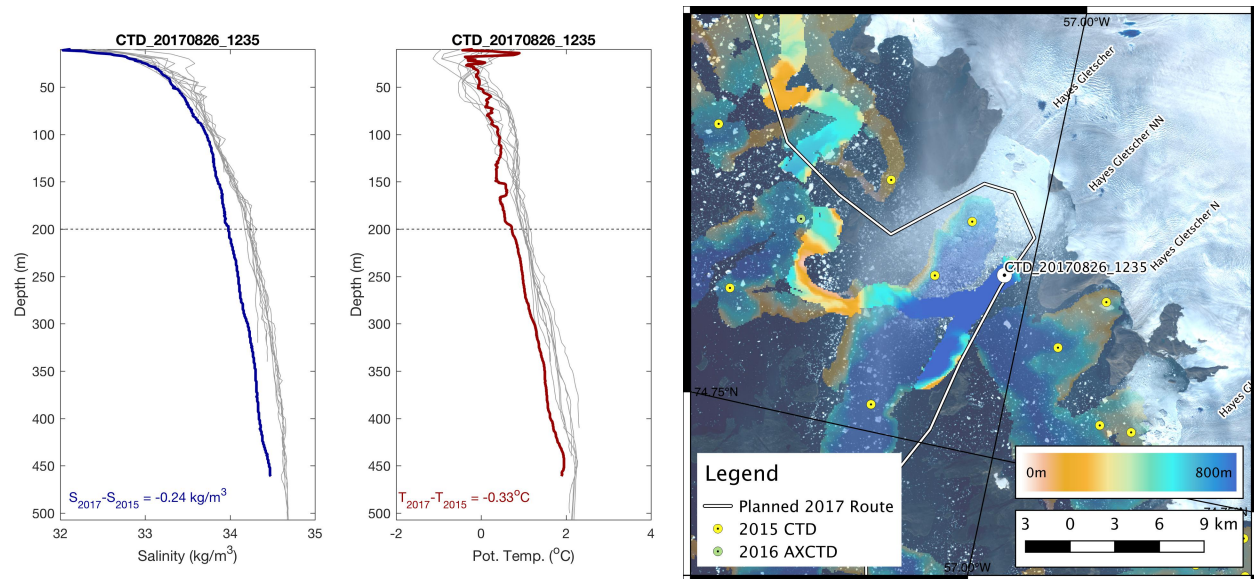 CTD_20170826_1235
50
100
150
200
250
300
350
400
450
500
Depth (m)
32
33
34
35
Salinity (kg/m3)
S2017-S2015 = -0.24 kg/m3
CTD_20170826_1235
50
100
150
200
250
300
350
400
450
500
Depth (m)
-2
0
2
4
Pot. Temp. (oC)
T2017-T2015 = -0.33oC
57.00°W
Hayes Gletscher
Hayes Gletscher NN
Hayes Gletscher N
CTD_20170826_1235
74.75°N
Legend
Planned 2017 Route
2015 CTD
2016 AXCTD
0m
800m
3 0 3 6 9 km
57.00°W